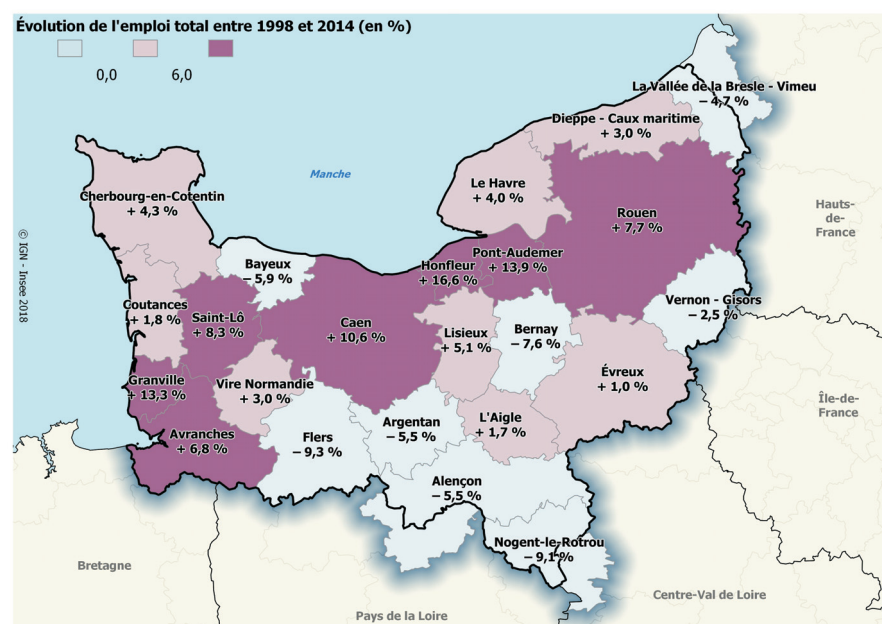 Évolution de l'emploi total entre 1998 et 2014 (en %)
0,0 6,0
La Vallée de la Bresle - Vimeu
– 4,7 %
Dieppe - Caux maritime
+ 3,0 %
Manche
Le Havre
+ 4,0 %
Cherbourg-en-Cotentin
+ 4,3 %
Rouen
+ 7,7 %
Hauts-
de-
France
© IGN - Insee 2018
Bayeux
– 5,9 %
Honfleur
+ 16,6 %
Pont-Audemer
+ 13,9 %
Vernon - Gisors
– 2,5 %
Coutances
+ 1,8 %
Saint-Lô
+ 8,3 %
Caen
+ 10,6 %
Lisieux
+ 5,1 %
Bernay
– 7,6 %
Évreux
+ 1,0 %
Granville
+ 13,3 %
Vire Normandie
+ 3,0 %
Île-de-
France
Avranches
+ 6,8 %
Flers
– 9,3 %
Argentan
– 5,5 %
L'Aigle
+ 1,7 %
Alençon
– 5,5 %
Nogent-le-Rotrou
– 9,1 %
Bretagne
Pays de la Loire
Centre-Val de Loire